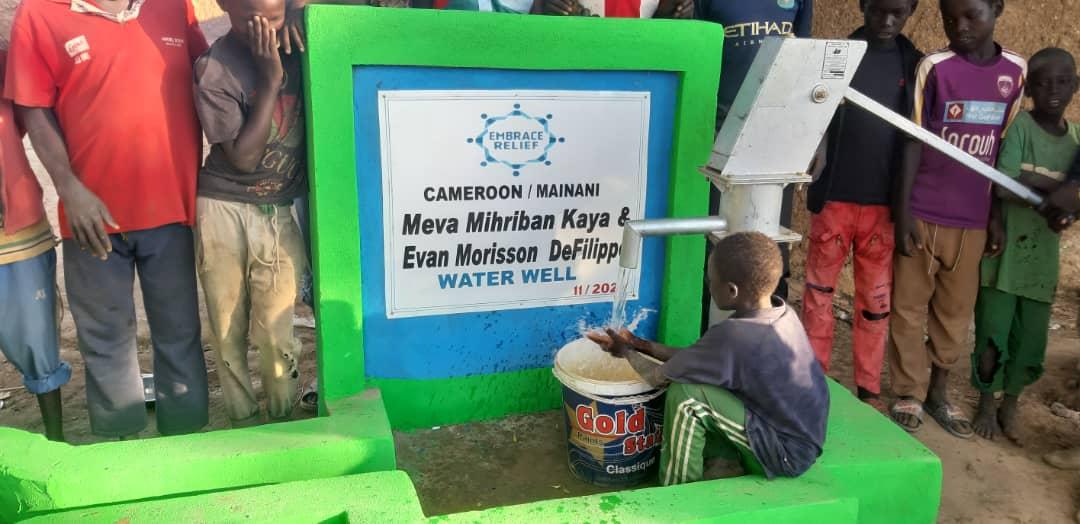 EMBRACE
RELIEF
CAMEROON / MAINANI
Meva Mihriban Kaya &
Evan Morisson DeFilippo
WATER WELL
11 / 202
ETIHAD
Gold
Classique